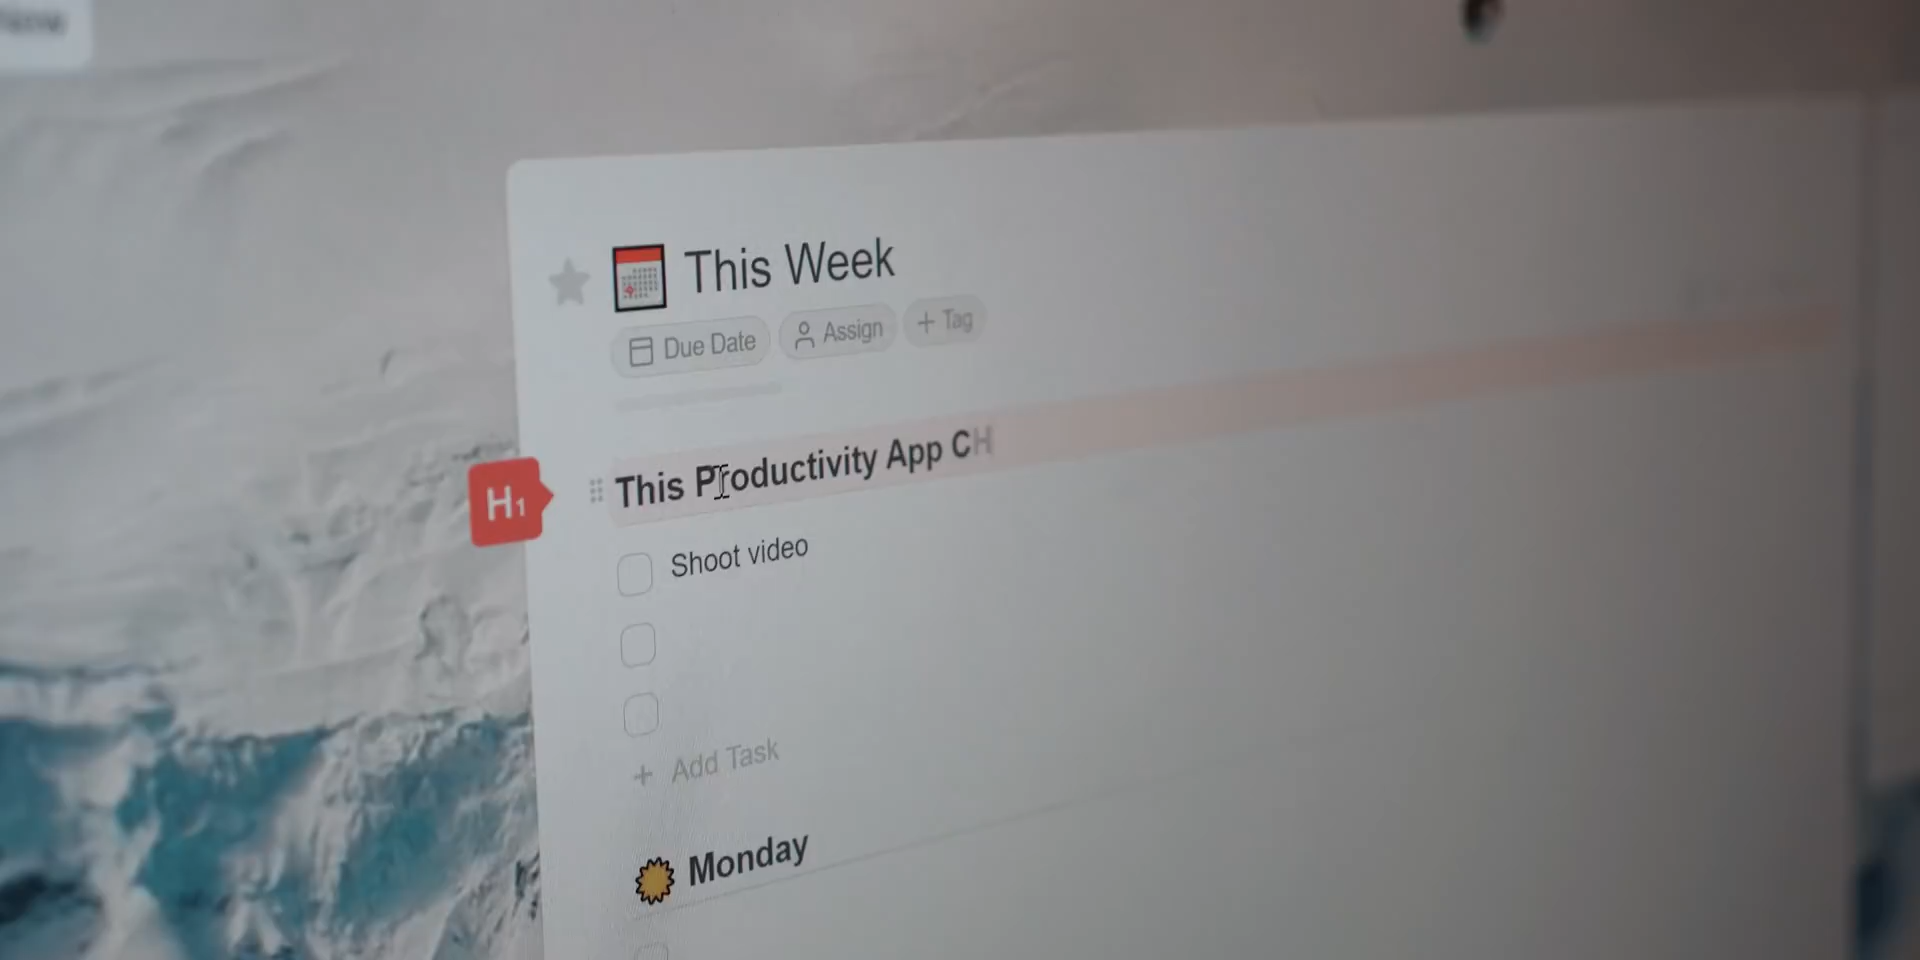 This Week
Due Date
Assign
+ Tag
H1
This Productivity App CH
Shoot video
+ Add Task
Monday